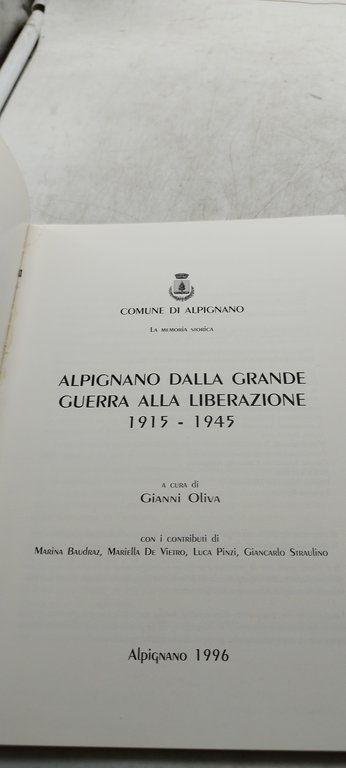 COMUNE DI ALPIGNANO
LA MEMORIA STORICA
ALPIGNANO DALLA GRANDE
GUERRA ALLA LIBERAZIONE
1915 - 1945
A CURA di
GIANNI OLIVA
CON I CONTRIBUTI di
MARINA BAUDRAZ, MARIELLA DE VIETRO, LUCA PINZI, GIANCARLO STRAULINO
ALPIGNANO 1996